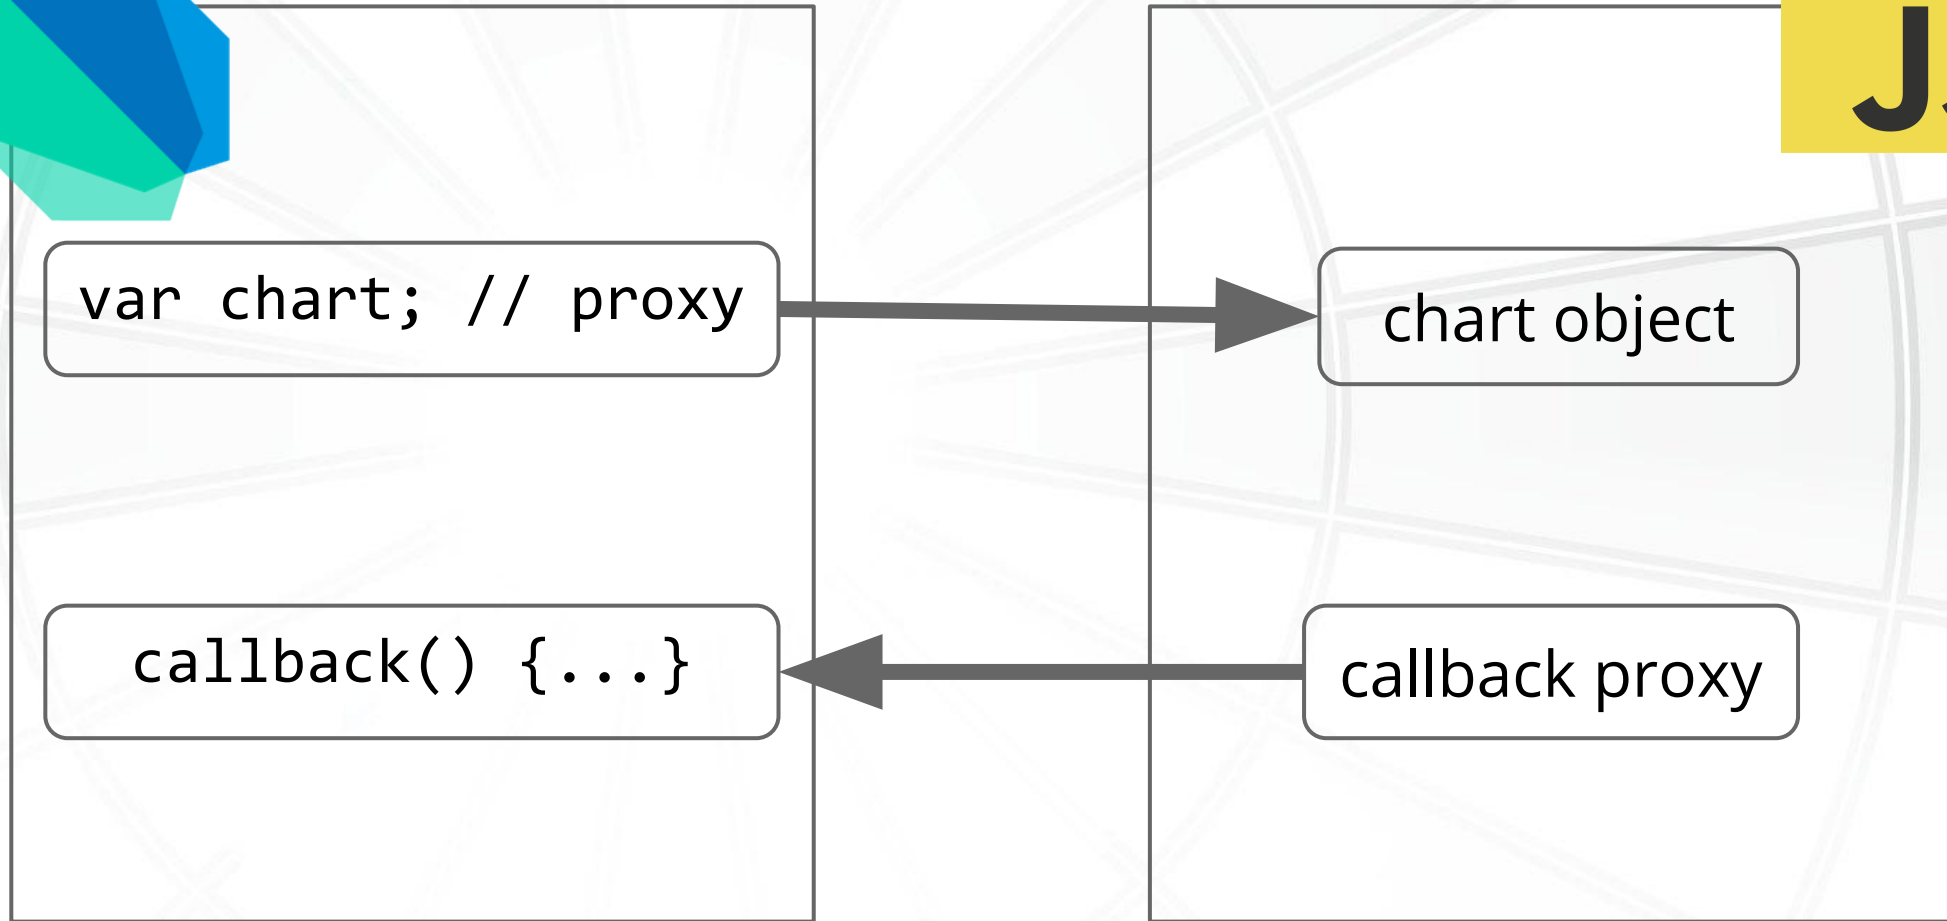 J
var chart; // proxy
chart object
callback() {...}
callback proxy